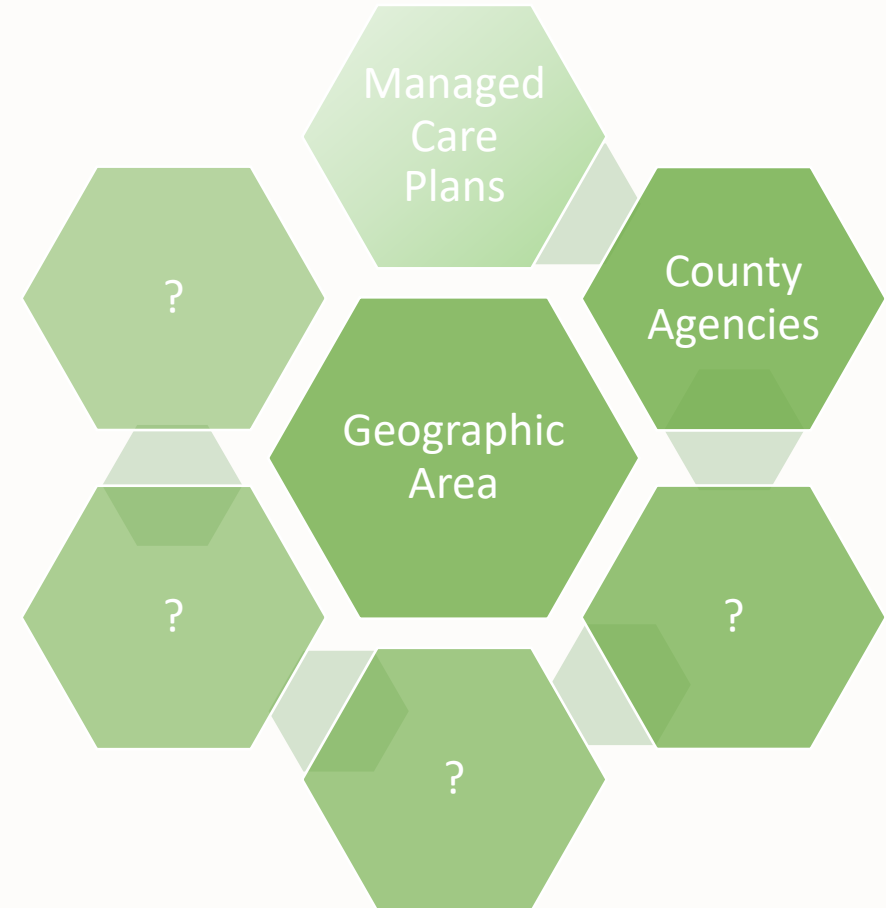 Managed
Care
Plans
County
Agencies
?
Geographic
Area
?
?
?